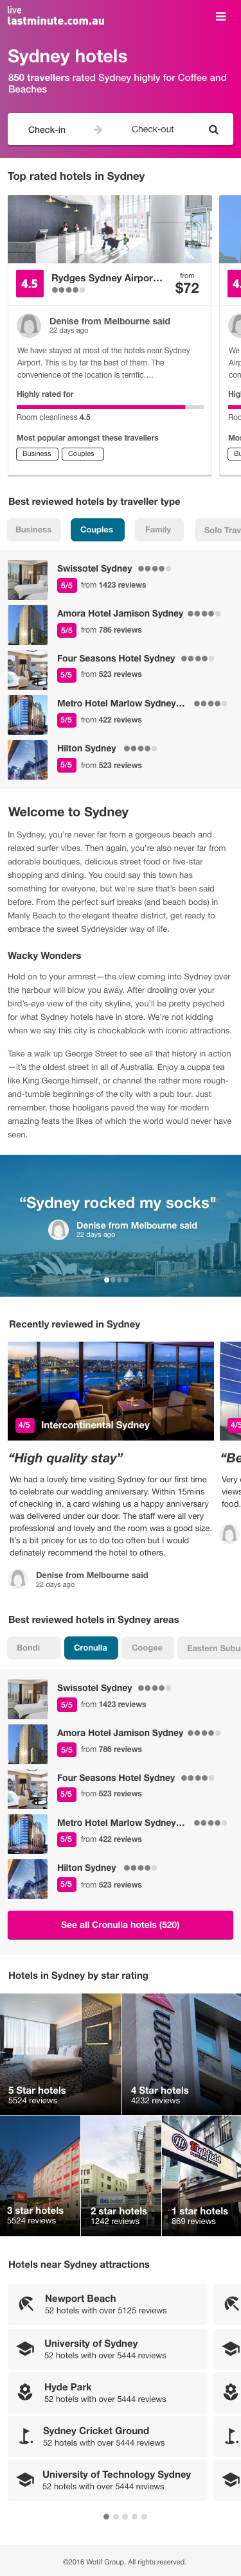 live
lastminute.com.au
Sydney hotels
850 travellers rated Sydney highly for Coffee and
Beaches
Check-in
Check-out
Top rated hotels in Sydney
4.5
Rydges Sydney Airpor...
from
$72
Denise from Melbourne said
22 days ago
We have stayed at most of the hotels near Sydney
Airport. This is by far the best of them. The
convenience of the location is terrific....
Highly rated for
Room cleanliness 4.5
Most popular amongst these travellers
Business
Couples
Best reviewed hotels by traveller type
Business
Couples
Family
Solo Trav
Swissotel Sydney
5/5
from 1423 reviews
Amora Hotel Jamison Sydney
5/5
from 786 reviews
Four Seasons Hotel Sydney
5/5
from 523 reviews
Metro Hotel Marlow Sydney...
5/5
from 422 reviews
Hilton Sydney
5/5
from 523 reviews
Welcome to Sydney
In Sydney, you're never far from a gorgeous beach and
relaxed surfer vibes. Then again, you're also never far from
adorable boutiques, delicious street food or five-star
shopping and dining. You could say this town has
something for everyone, but we're sure that's been said
before. From the perfect surf breaks (and beach bods) in
Manly Beach to the elegant theatre district, get ready to
embrace the sweet Sydneysider way of life.
Wacky Wonders
Hold on to your armrest—the view coming into Sydney over
the harbour will blow you away. After drooling over your
bird's-eye view of the city skyline, you'll be pretty psyched
for what Sydney hotels have in store. We're not kidding
when we say this city is chockablock with iconic attractions.
Take a walk up George Street to see all that history in action
—it's the oldest street in all of Australia. Enjoy a cuppa tea
like King George himself, or channel the rather more rough-
and-tumble beginnings of the city with a pub tour. Just
remember, those hooligans who paved the way for modern
amazing feats the likes of which the world would never have
seen.
"Sydney rocked my socks"
Denise from Melbourne said
22 days ago
Recently reviewed in Sydney
4/5
Intercontinental Sydney
4/5
"High quality stay"
"Be
We had a lovely time visiting Sydney for our first time
to celebrate our wedding anniversary. Within 15mins
of checking in, a card wishing us a happy anniversary
was delivered under our door. The staff were all very
professional and lovely and the room was a good size.
It's a bit pricey for us to do too often but I would
definately recommend the hotel to others.
Very
views
food.
Denise from Melbourne said
22 days ago
Best reviewed hotels in Sydney areas
Bondi
Cronulla
Coogee
Eastern Subu
Swissotel Sydney
5/5
from 1423 reviews
Amora Hotel Jamison Sydney
5/5
from 786 reviews
Four Seasons Hotel Sydney
5/5
from 523 reviews
Metro Hotel Marlow Sydney...
5/5
from 422 reviews
Hilton Sydney
5/5
from 523 reviews
See all Cronulla hotels (520)
Hotels in Sydney by star rating
5 Star hotels
5524 reviews
4 Star hotels
4232 reviews
3 star hotels
5524 reviews
2 star hotels
1242 reviews
1 star hotels
869 reviews
Hotels near Sydney attractions
Newport Beach
52 hotels with over 5125 reviews
University of Sydney
52 hotels with over 5444 reviews
Hyde Park
52 hotels with over 5444 reviews
Sydney Cricket Ground
52 hotels with over 5444 reviews
University of Technology Sydney
52 hotels with over 5444 reviews
©2016 Wotif Group. All rights reserved.